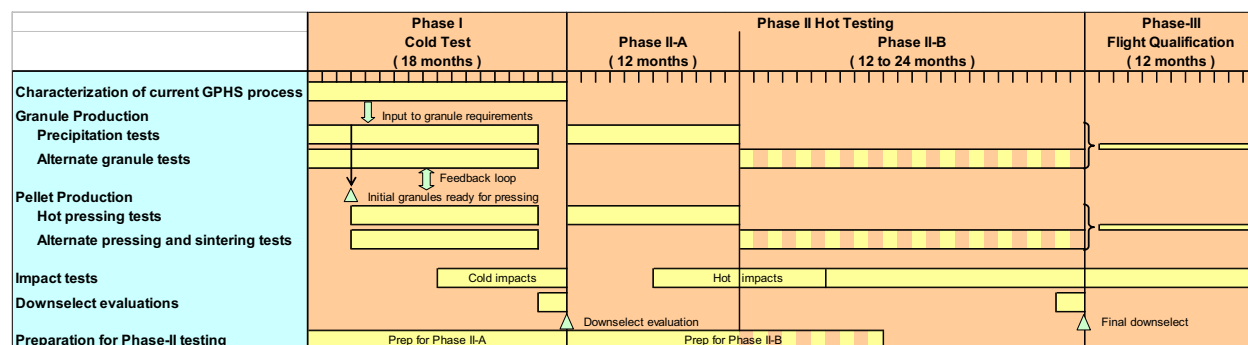 Phase I
Cold Test
( 18 months )
Phase II Hot Testing
Phase II-A
( 12 months )
Phase II-B
( 12 to 24 months )
Phase-III
Flight Qualification
( 12 months )
Characterization of current GPHS process
Granule Production
Input to granule requirements
Precipitation tests
Alternate granule tests
Feedback loop
Pellet Production
Initial granules ready for pressing
Hot pressing tests
Alternate pressing and sintering tests
Impact tests
Cold impacts
Hot impacts
Downselect evaluations
Downselect evaluation
Final downselect
Preparation for Phase-II testing
Prep for Phase II-A
Prep for Phase II-B